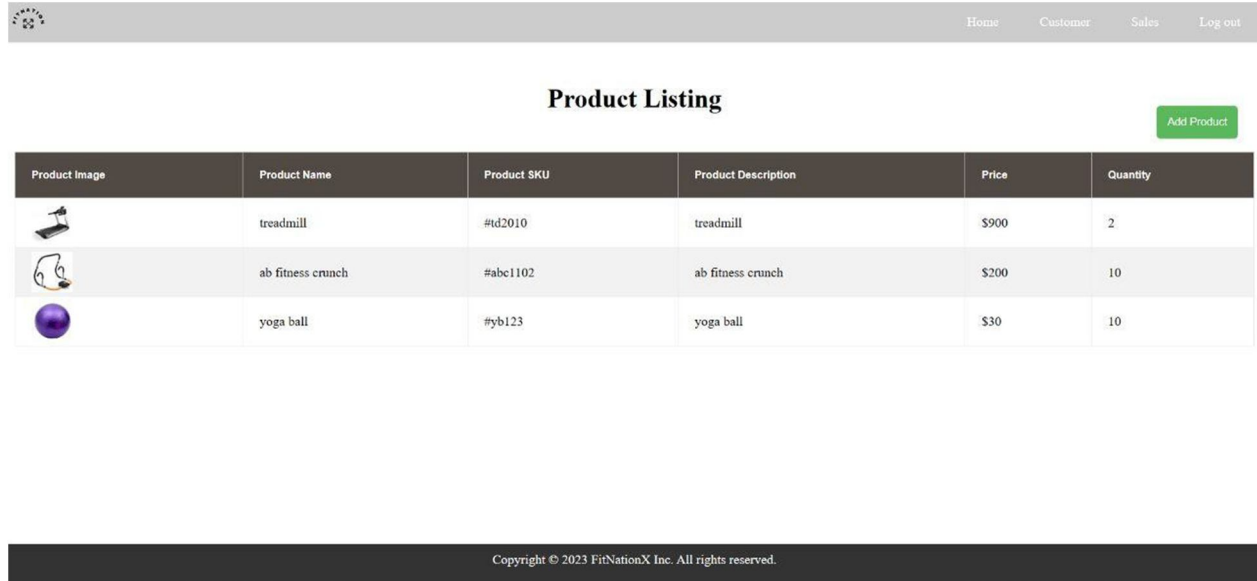 FITNATION
Home Customer Sales Log out
Product Listing
Add Product
Product Image Product Name Product SKU Product Description Price Quantity
treadmill #td2010 treadmill $900 2
ab fitness crunch #abc1102 ab fitness crunch $200 10
yoga ball #yb123 yoga ball $30 10
Copyright © 2023 FitNationX Inc. All rights reserved.